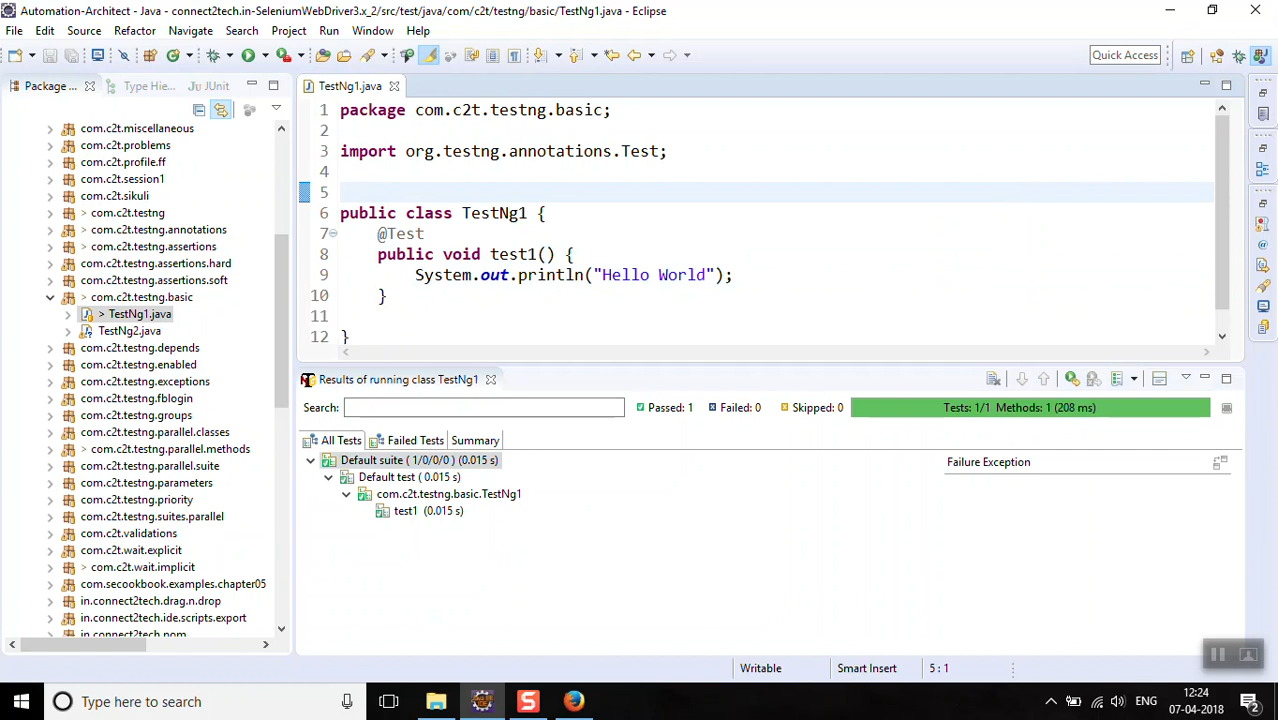 Automation-Architect - Java - connect2tech.in-SeleniumWebDriver3.x_2/src/test/java/com/c2t/testng/basic/TestNg1.java - Eclipse
File Edit Source Refactor Navigate Search Project Run Window Help
Quick Access
Package ... Type Hie... JUnit
TestNg1.java
com.c2t.miscellaneous
com.c2t.problems
com.c2t.profile.ff
com.c2t.session1
com.c2t.sikuli
> com.c2t.testng
> com.c2t.testng.annotations
> com.c2t.testng.assertions
com.c2t.testng.assertions.hard
com.c2t.testng.assertions.soft
> com.c2t.testng.basic
> TestNg1.java
TestNg2.java
com.c2t.testng.depends
com.c2t.testng.enabled
com.c2t.testng.exceptions
com.c2t.testng.fblogin
com.c2t.testng.groups
com.c2t.testng.parallel.classes
> com.c2t.testng.parallel.methods
com.c2t.testng.parallel.suite
com.c2t.testng.parameters
com.c2t.testng.priority
com.c2t.testng.suites.parallel
com.c2t.validations
com.c2t.wait.explicit
> com.c2t.wait.implicit
com.secookbook.examples.chapter05
in.connect2tech.drag.n.drop
in.connect2tech.ide.scripts.export
in.connect2tech.pom
1 package com.c2t.testng.basic;
2
3 import org.testng.annotations.Test;
4
5
6 public class TestNg1 {
7 @Test
8 public void test1() {
9 System.out.println("Hello World");
10 }
11
12 }
Results of running class TestNg1
Search: Passed: 1 Failed: 0 Skipped: 0 Tests: 1/1 Methods: 1 (208 ms)
All Tests Failed Tests Summary
Default suite ( 1/0/0/0 ) (0.015 s)
Default test ( 0.015 s)
com.c2t.testng.basic.TestNg1
test1 (0.015 s)
Failure Exception
Writable Smart Insert 5 : 1
Type here to search
ENG
12:24
07-04-2018
2